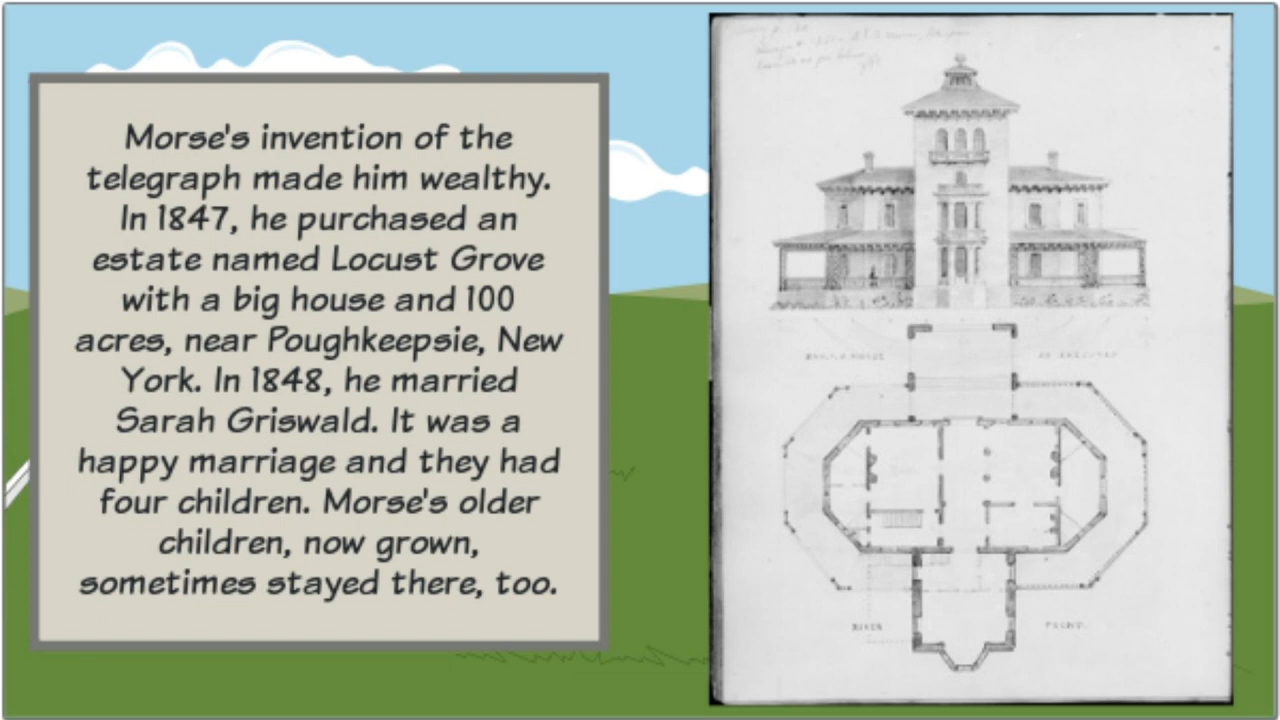 Morse's invention of the
telegraph made him wealthy.
In 1847, he purchased an
estate named Locust Grove
with a big house and 100
acres, near Poughkeepsie, New
York. In 1848, he married
Sarah Griswald. It was a
happy marriage and they had
four children. Morse's older
children, now grown,
sometimes stayed there, too.
FRONT.